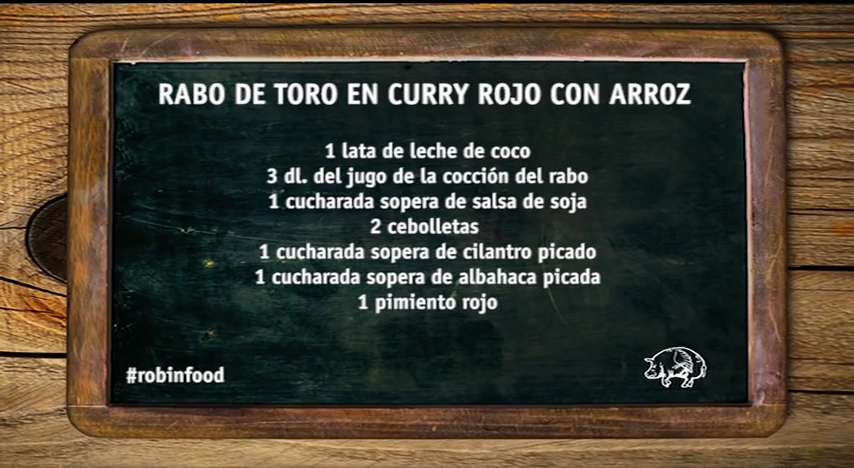 RABO DE TORO EN CURRY ROJO CON ARROZ
1 lata de leche de coco
3 dl. del jugo de la cocción del rabo
1 cucharada sopera de salsa de soja
2 cebolletas
1 cucharada sopera de cilantro picado
1 cucharada sopera de albahaca picada
1 pimiento rojo
#robinfood